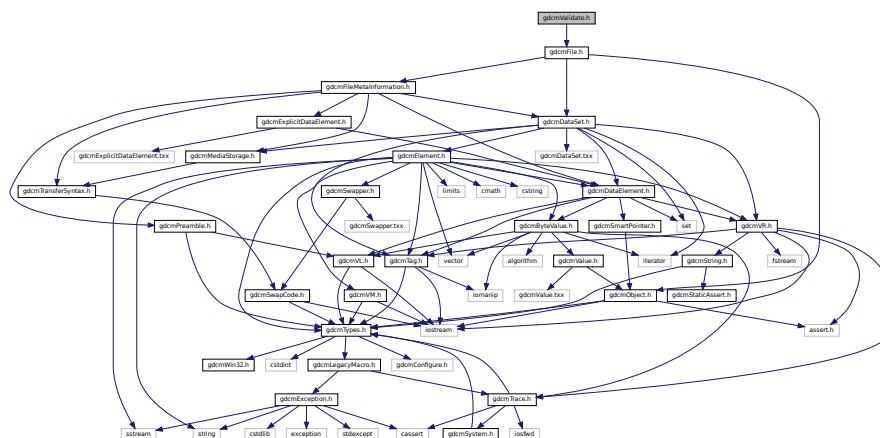 gdcmValidate.h
gdcmFile.h
gdcmFileMetaInformation.h
gdcmExplicitDataElement.h
gdcmDataSet.h
gdcmExplicitDataElement.txx
gdcmMediaStorage.h
gdcmElement.h
gdcmDataSet.txx
gdcmTransferSyntax.h
gdcmSwapper.h
limits
cmath
cstring
gdcmDataElement.h
gdcmPreamble.h
gdcmSwapper.txx
gdcmByteValue.h
gdcmSmartPointer.h
set
gdcmVR.h
gdcmVL.h
gdcmTag.h
vector
algorithm
gdcmValue.h
iterator
gdcmString.h
fstream
gdcmSwapCode.h
gdcmVM.h
iomanip
gdcmValue.txx
gdcmObject.h
gdcmStaticAssert.h
gdcmTypes.h
iostream
assert.h
gdcmWin32.h
cstdint
gdcmLegacyMacro.h
gdcmConfigure.h
gdcmException.h
gdcmTrace.h
sstream
string
cstdlib
exception
stdexcept
cassert
gdcmSystem.h
iosfwd